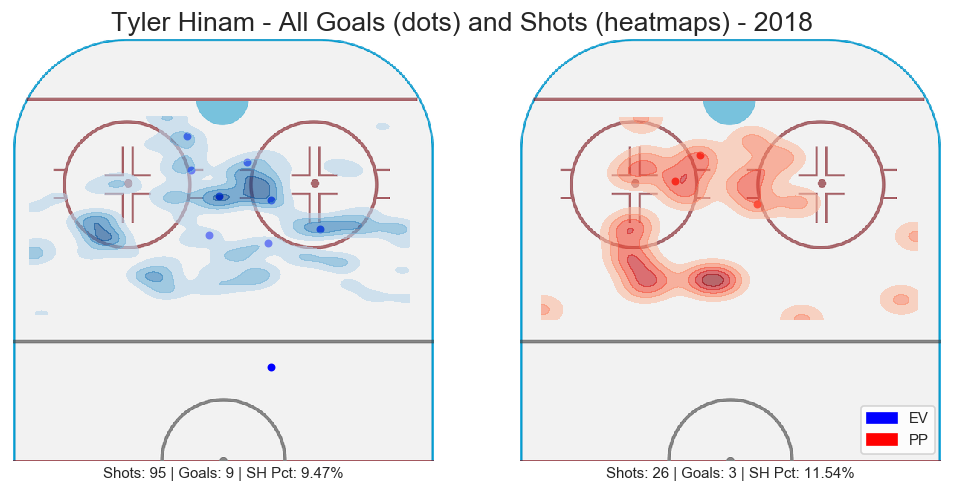 Tyler Hinam - All Goals (dots) and Shots (heatmaps) - 2018
EV
PP
Shots: 95 | Goals: 9 | SH Pct: 9.47%
Shots: 26 | Goals: 3 | SH Pct: 11.54%